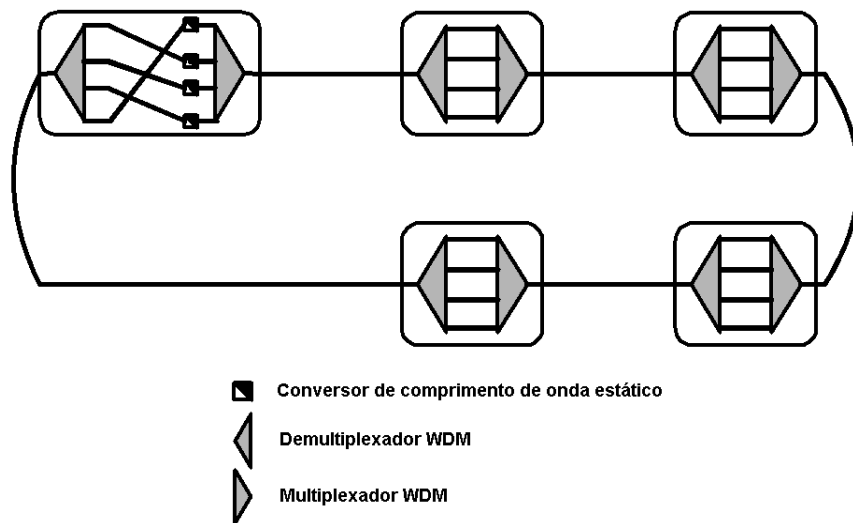 Conversor de comprimento de onda estático
Demultiplexador WDM
Multiplexador WDM